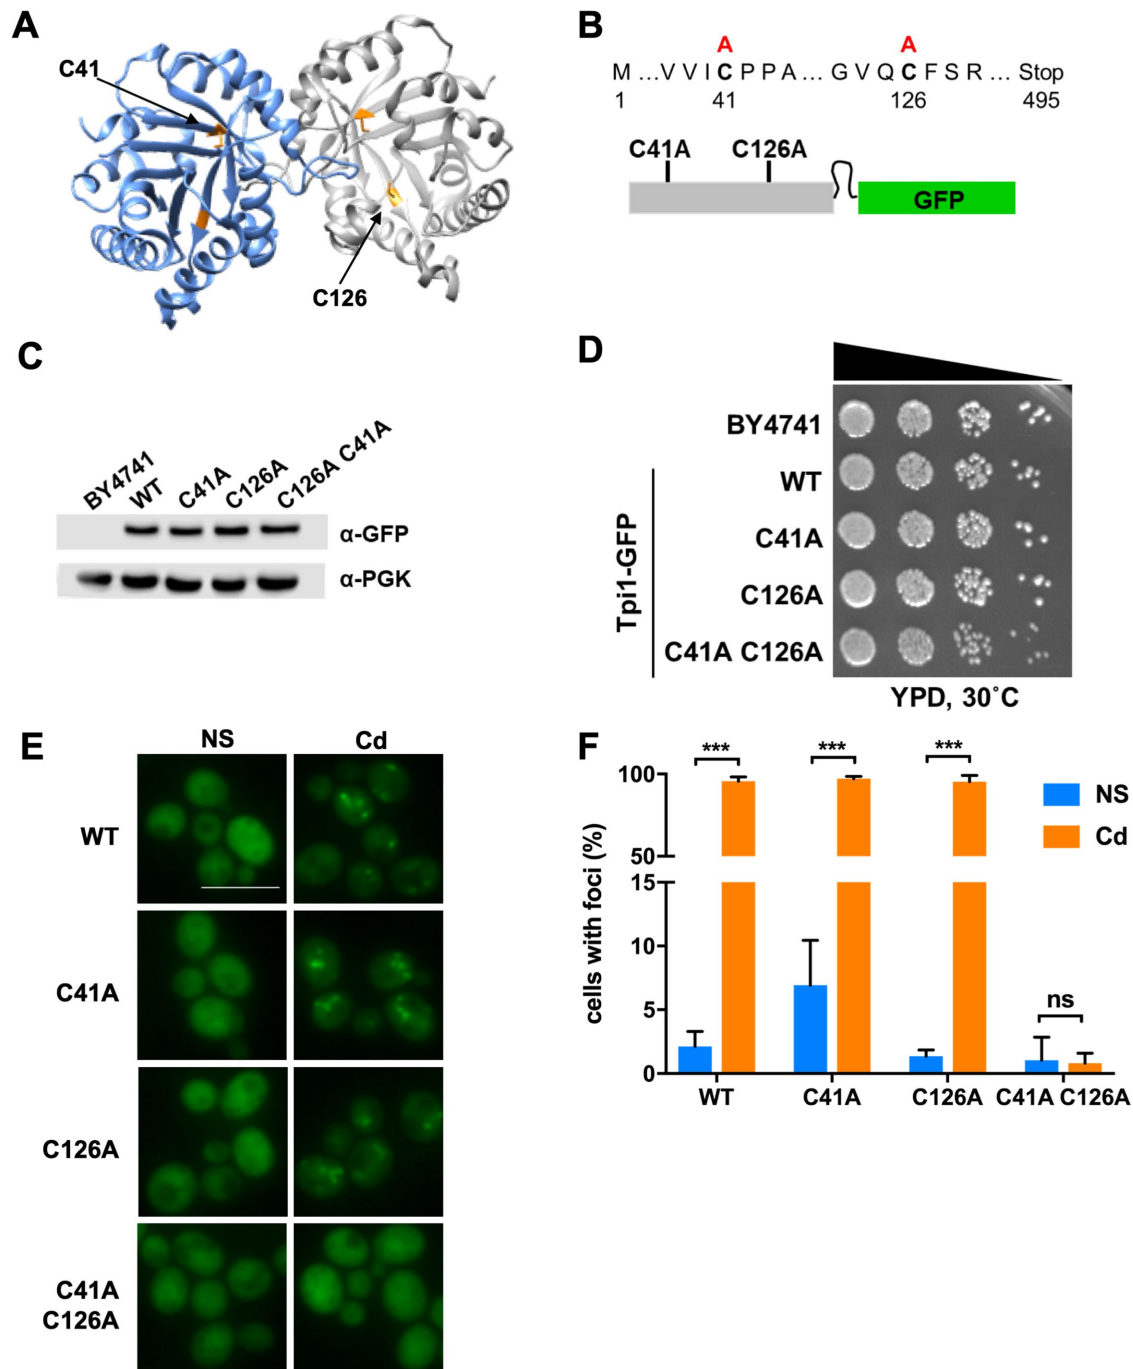 A
C41
C126
B
A A
M ...V V I C P P A ... G V Q C F S R ... Stop
1 41 126 495
C41A C126A
GFP
C
BY4741
WT
C41A
C126A
C126A C41A
α-GFP
α-PGK
D
BY4741
WT
C41A
C126A
C41A C126A
Tpi1-GFP
YPD, 30˚C
E
NS Cd
WT
C41A
C126A
C41A
C126A
F
*** *** ***
NS
Cd
ns
cells with foci (%)
100
50
15
10
5
0
WT C41A C126A C41A C126A